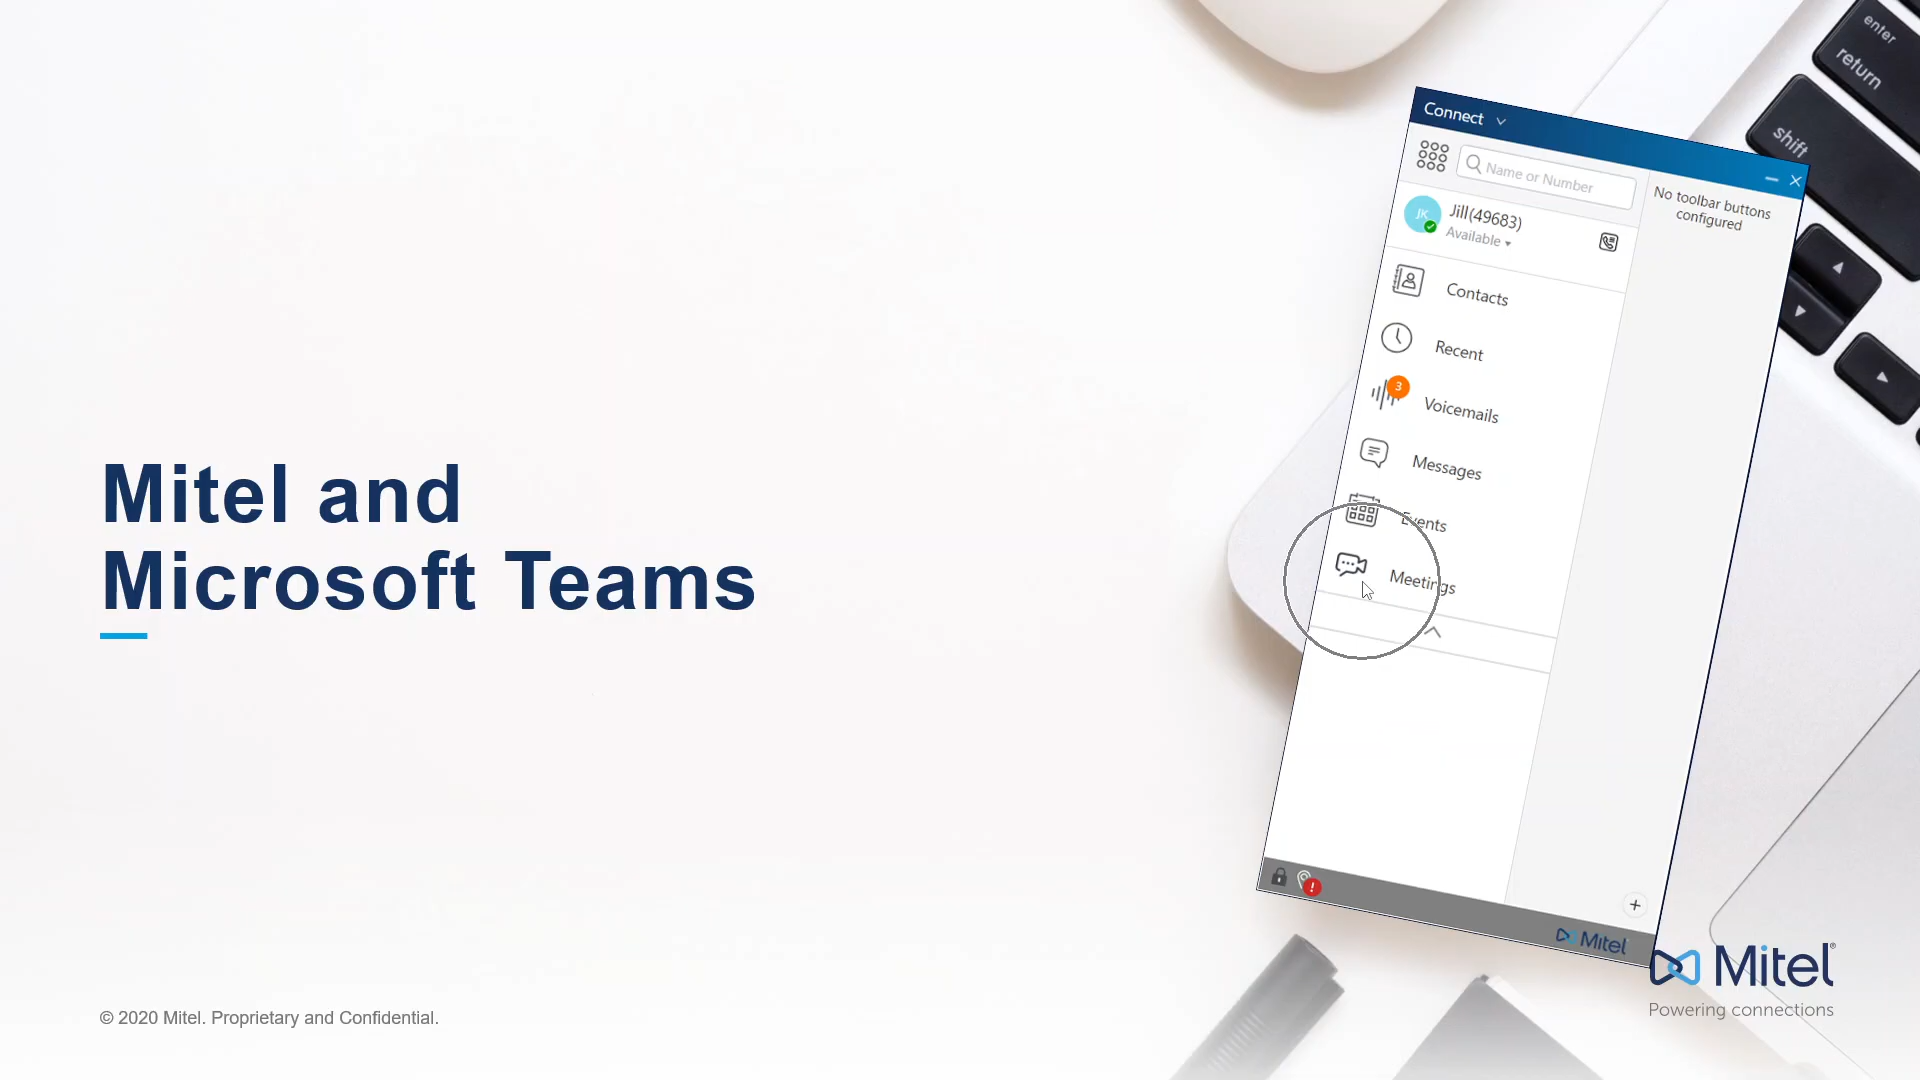 Mitel and
Microsoft Teams
© 2020 Mitel. Proprietary and Confidential.
enter
return
shift
Connect
Name or Number
No toolbar buttons
configured
JK
Jill(49683)
Available
Contacts
Recent
3
Voicemails
Messages
Events
Meetings
!
+
Mitel
Mitel®
Powering connections